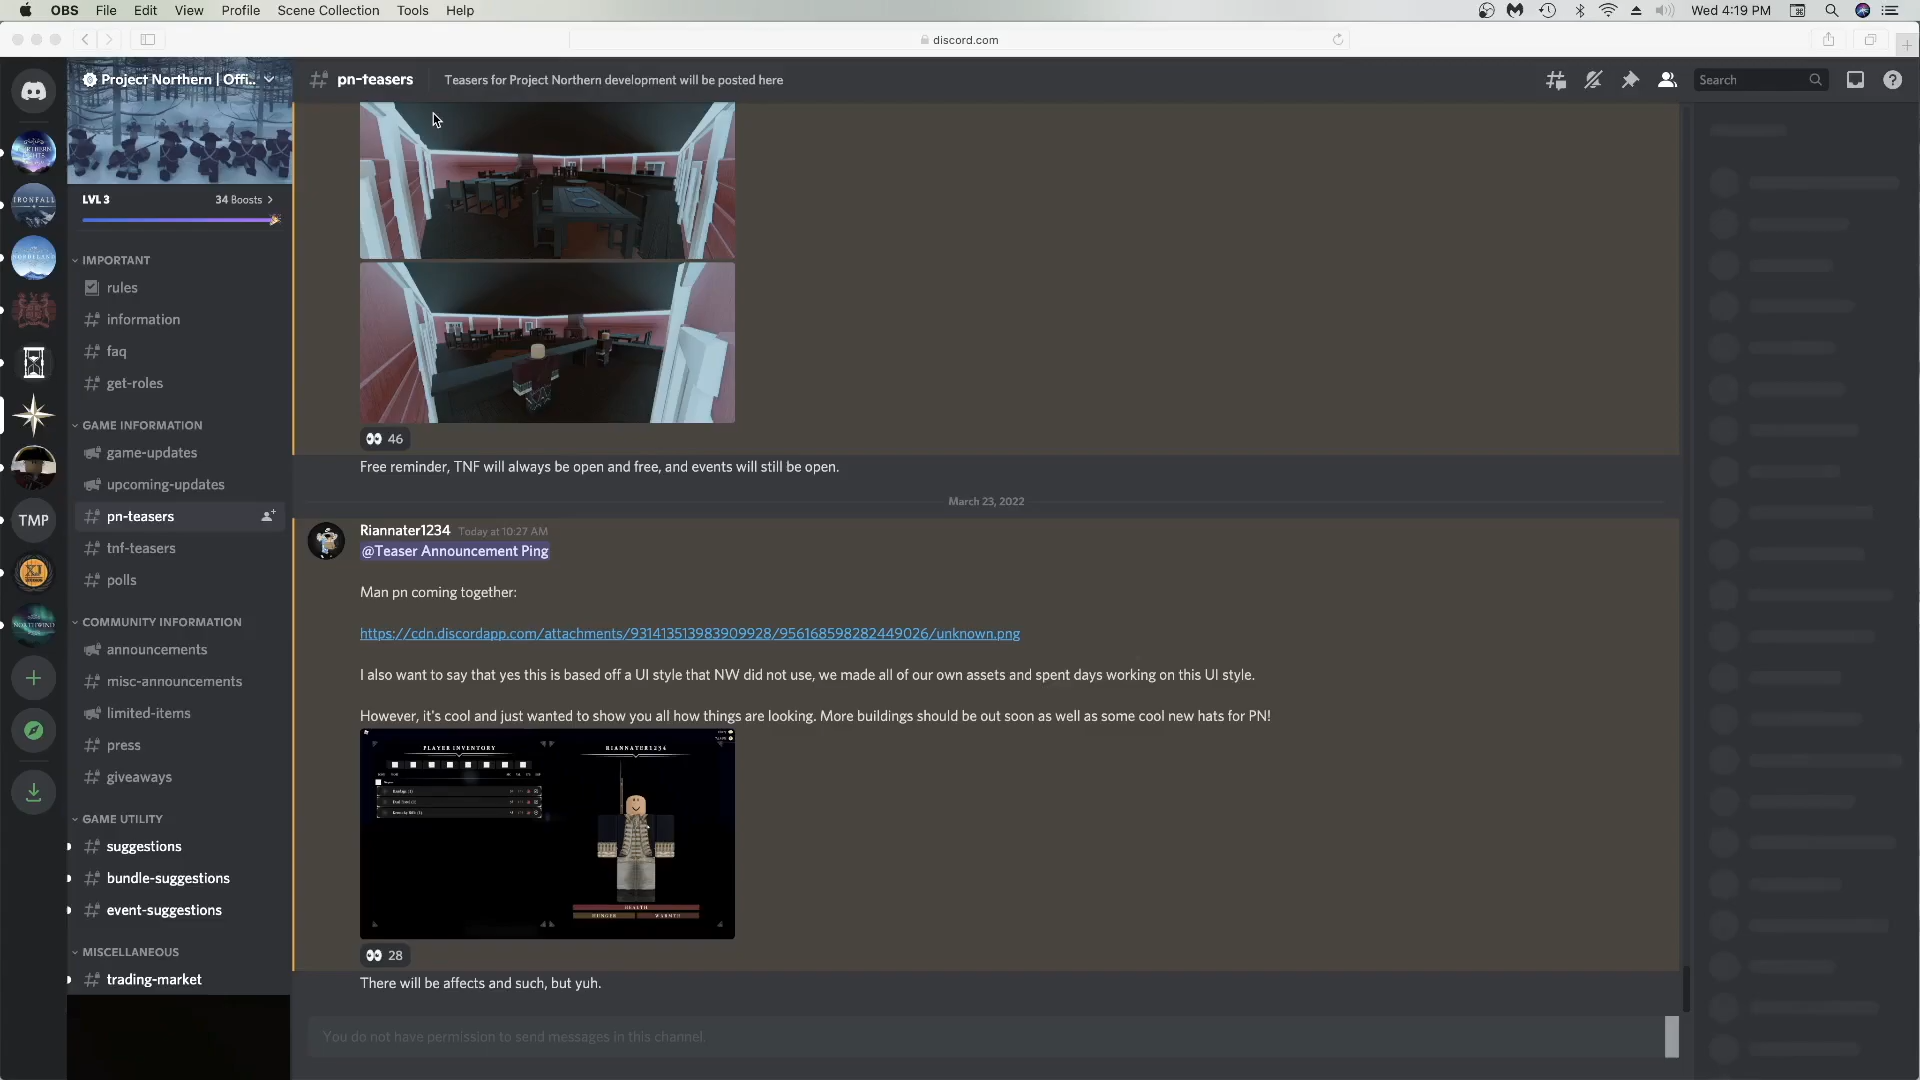 OBS File Edit View Profile Scene Collection Tools Help Wed 4:19 PM
discord.com
Project Northern | Offi...
pn-teasers Teasers for Project Northern development will be posted here
Search
LVL 3 34 Boosts
IMPORTANT
rules
information
faq
get-roles
GAME INFORMATION
game-updates
upcoming-updates
pn-teasers
tnf-teasers
polls
COMMUNITY INFORMATION
announcements
misc-announcements
limited-items
press
giveaways
GAME UTILITY
suggestions
bundle-suggestions
event-suggestions
MISCELLANEOUS
trading-market
IRONFALL
TMP
NORTHWIND
46
Free reminder, TNF will always be open and free, and events will still be open.
March 23, 2022
Riannater1234 Today at 10:27 AM
@Teaser Announcement Ping
Man pn coming together:
https://cdn.discordapp.com/attachments/931413513983909928/956168598282449026/unknown.png
I also want to say that yes this is based off a UI style that NW did not use, we made all of our own assets and spent days working on this UI style.
However, it's cool and just wanted to show you all how things are looking. More buildings should be out soon as well as some cool new hats for PN!
PLAYER INVENTORY
RIANNATER1234
HEALTH
HUNGER WARMTH
28
There will be affects and such, but yuh.
You do not have permission to send messages in this channel.